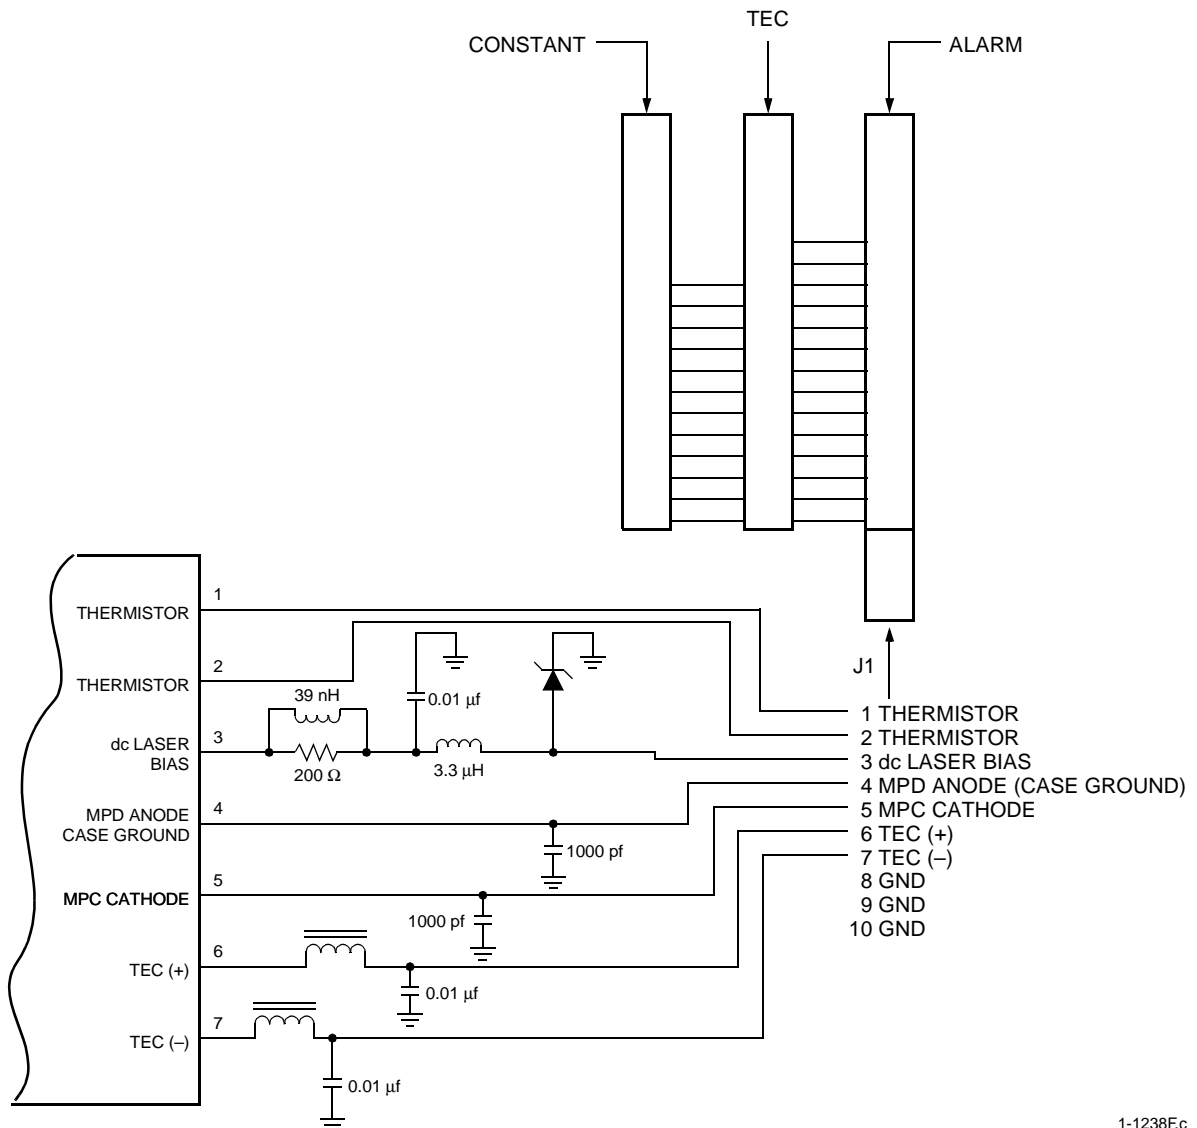 TEC
CONSTANT
ALARM
J1
1 THERMISTOR
2 THERMISTOR
3 dc LASER BIAS
4 MPD ANODE (CASE GROUND)
5 MPC CATHODE
6 TEC (+)
7 TEC (–)
8 GND
9 GND
10 GND
THERMISTOR
1
THERMISTOR
2
39 nH
0.01 µf
dc LASER
BIAS
3
200 Ω
3.3 µH
MPD ANODE
CASE GROUND
4
1000 pf
MPC CATHODE
5
1000 pf
TEC (+)
6
0.01 µf
TEC (–)
7
0.01 µf
1-1238F.c